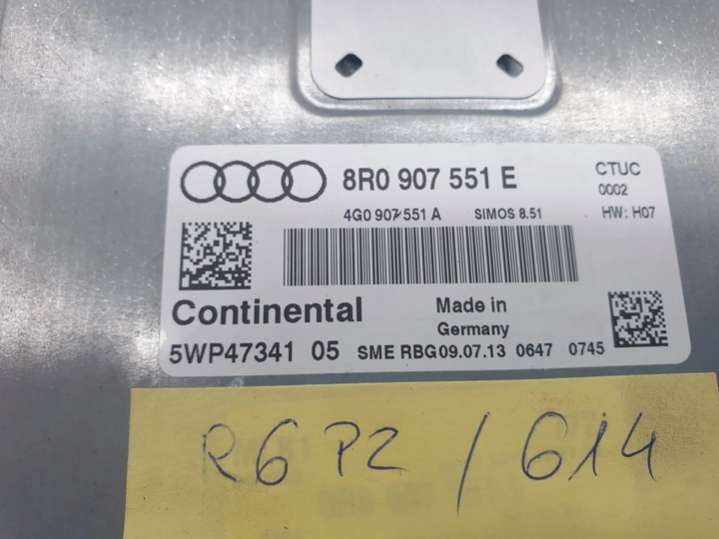 8R0 907 551 E
CTUC
0002
4G0 907 551 A SIMOS 8.51 HW: H07
Continental
Made in
Germany
5WP47341 05 SME RBG09.07.13 0647 0745
R6P2 / 614